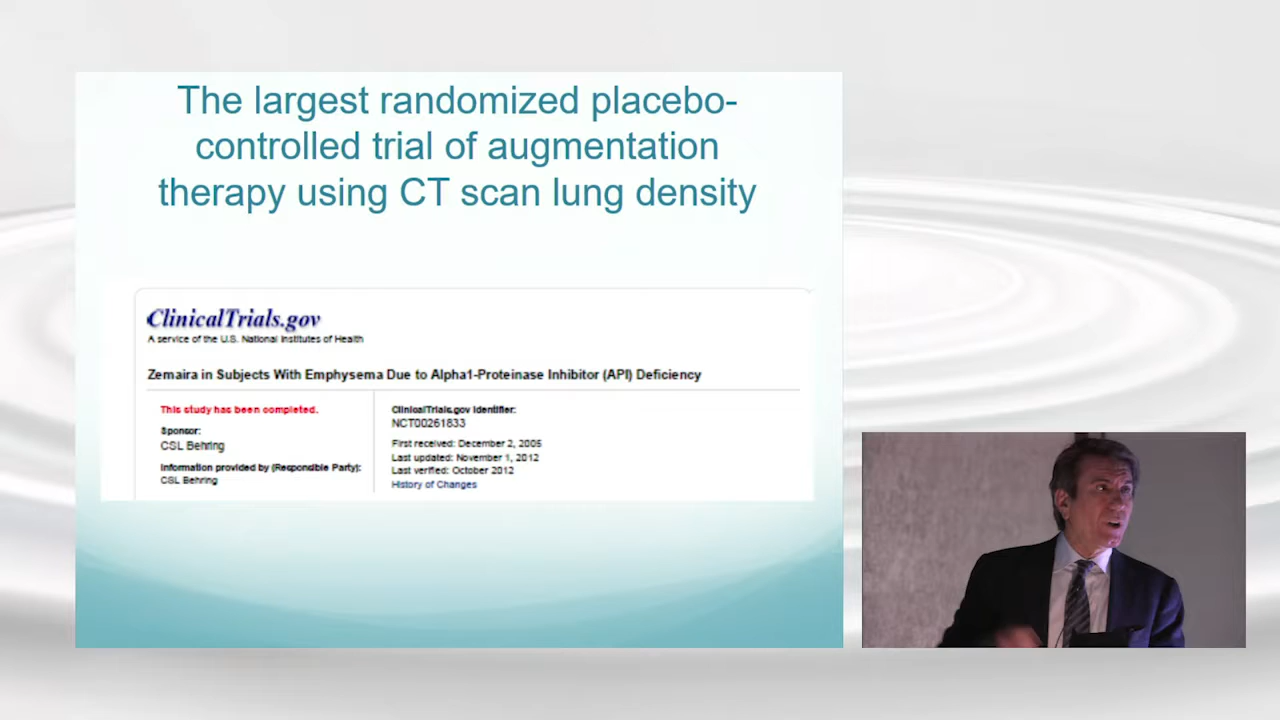 The largest randomized placebo-
controlled trial of augmentation
therapy using CT scan lung density
ClinicalTrials.gov
A service of the U.S. National Institutes of Health
Zemaira in Subjects With Emphysema Due to Alpha1-Proteinase Inhibitor (API) Deficiency
This study has been completed.
Sponsor:
CSL Behring
Information provided by (Responsible Party):
CSL Behring
ClinicalTrials.gov Identifier:
NCT00261833
First received: December 2, 2005
Last updated: November 1, 2012
Last verified: October 2012
History of Changes